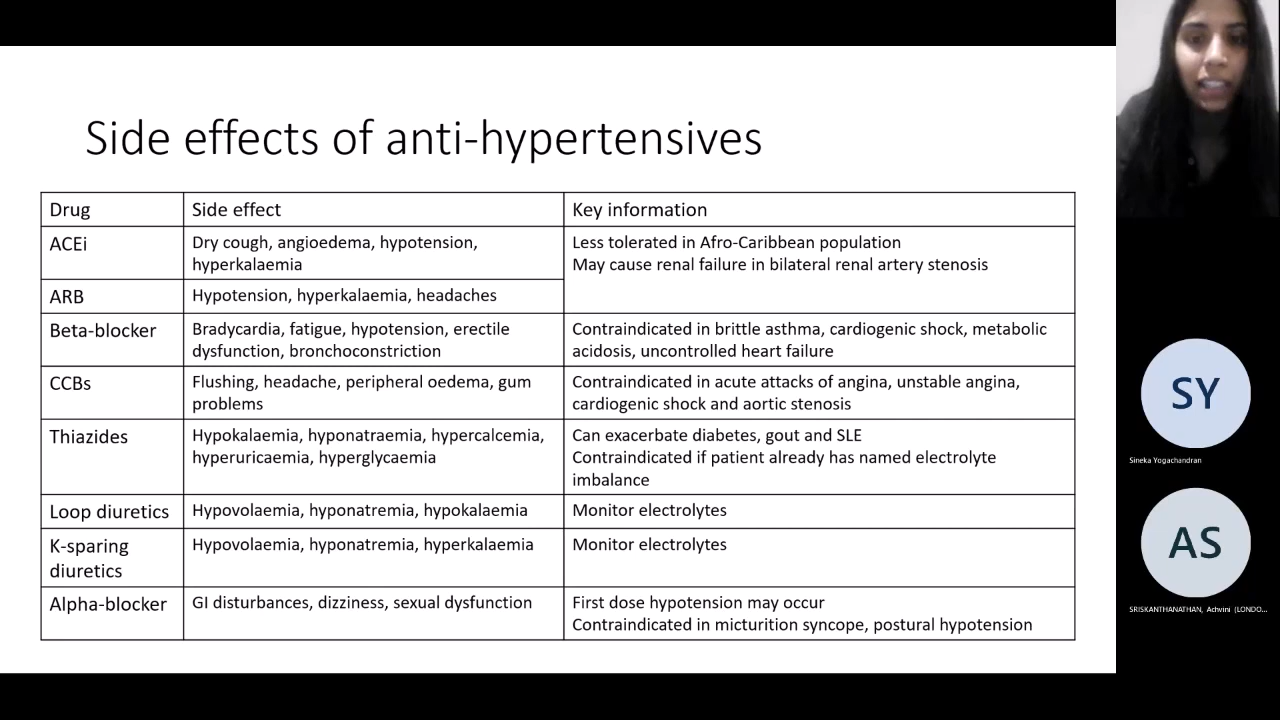 Side effects of anti-hypertensives
Drug
Side effect
Key information
ACEi
Dry cough, angioedema, hypotension,
hyperkalaemia
Less tolerated in Afro-Caribbean population
May cause renal failure in bilateral renal artery stenosis
ARB
Hypotension, hyperkalaemia, headaches
Beta-blocker
Bradycardia, fatigue, hypotension, erectile
dysfunction, bronchoconstriction
Contraindicated in brittle asthma, cardiogenic shock, metabolic
acidosis, uncontrolled heart failure
CCBs
Flushing, headache, peripheral oedema, gum
problems
Contraindicated in acute attacks of angina, unstable angina,
cardiogenic shock and aortic stenosis
Thiazides
Hypokalaemia, hyponatraemia, hypercalcemia,
hyperuricaemia, hyperglycaemia
Can exacerbate diabetes, gout and SLE
Contraindicated if patient already has named electrolyte
imbalance
Loop diuretics
Hypovolaemia, hyponatremia, hypokalaemia
Monitor electrolytes
K-sparing
diuretics
Hypovolaemia, hyponatremia, hyperkalaemia
Monitor electrolytes
Alpha-blocker
GI disturbances, dizziness, sexual dysfunction
First dose hypotension may occur
Contraindicated in micturition syncope, postural hypotension
SY
Sineka Yogachandran
AS
SRISKANTHANATHAN, Achvini (LONDO...